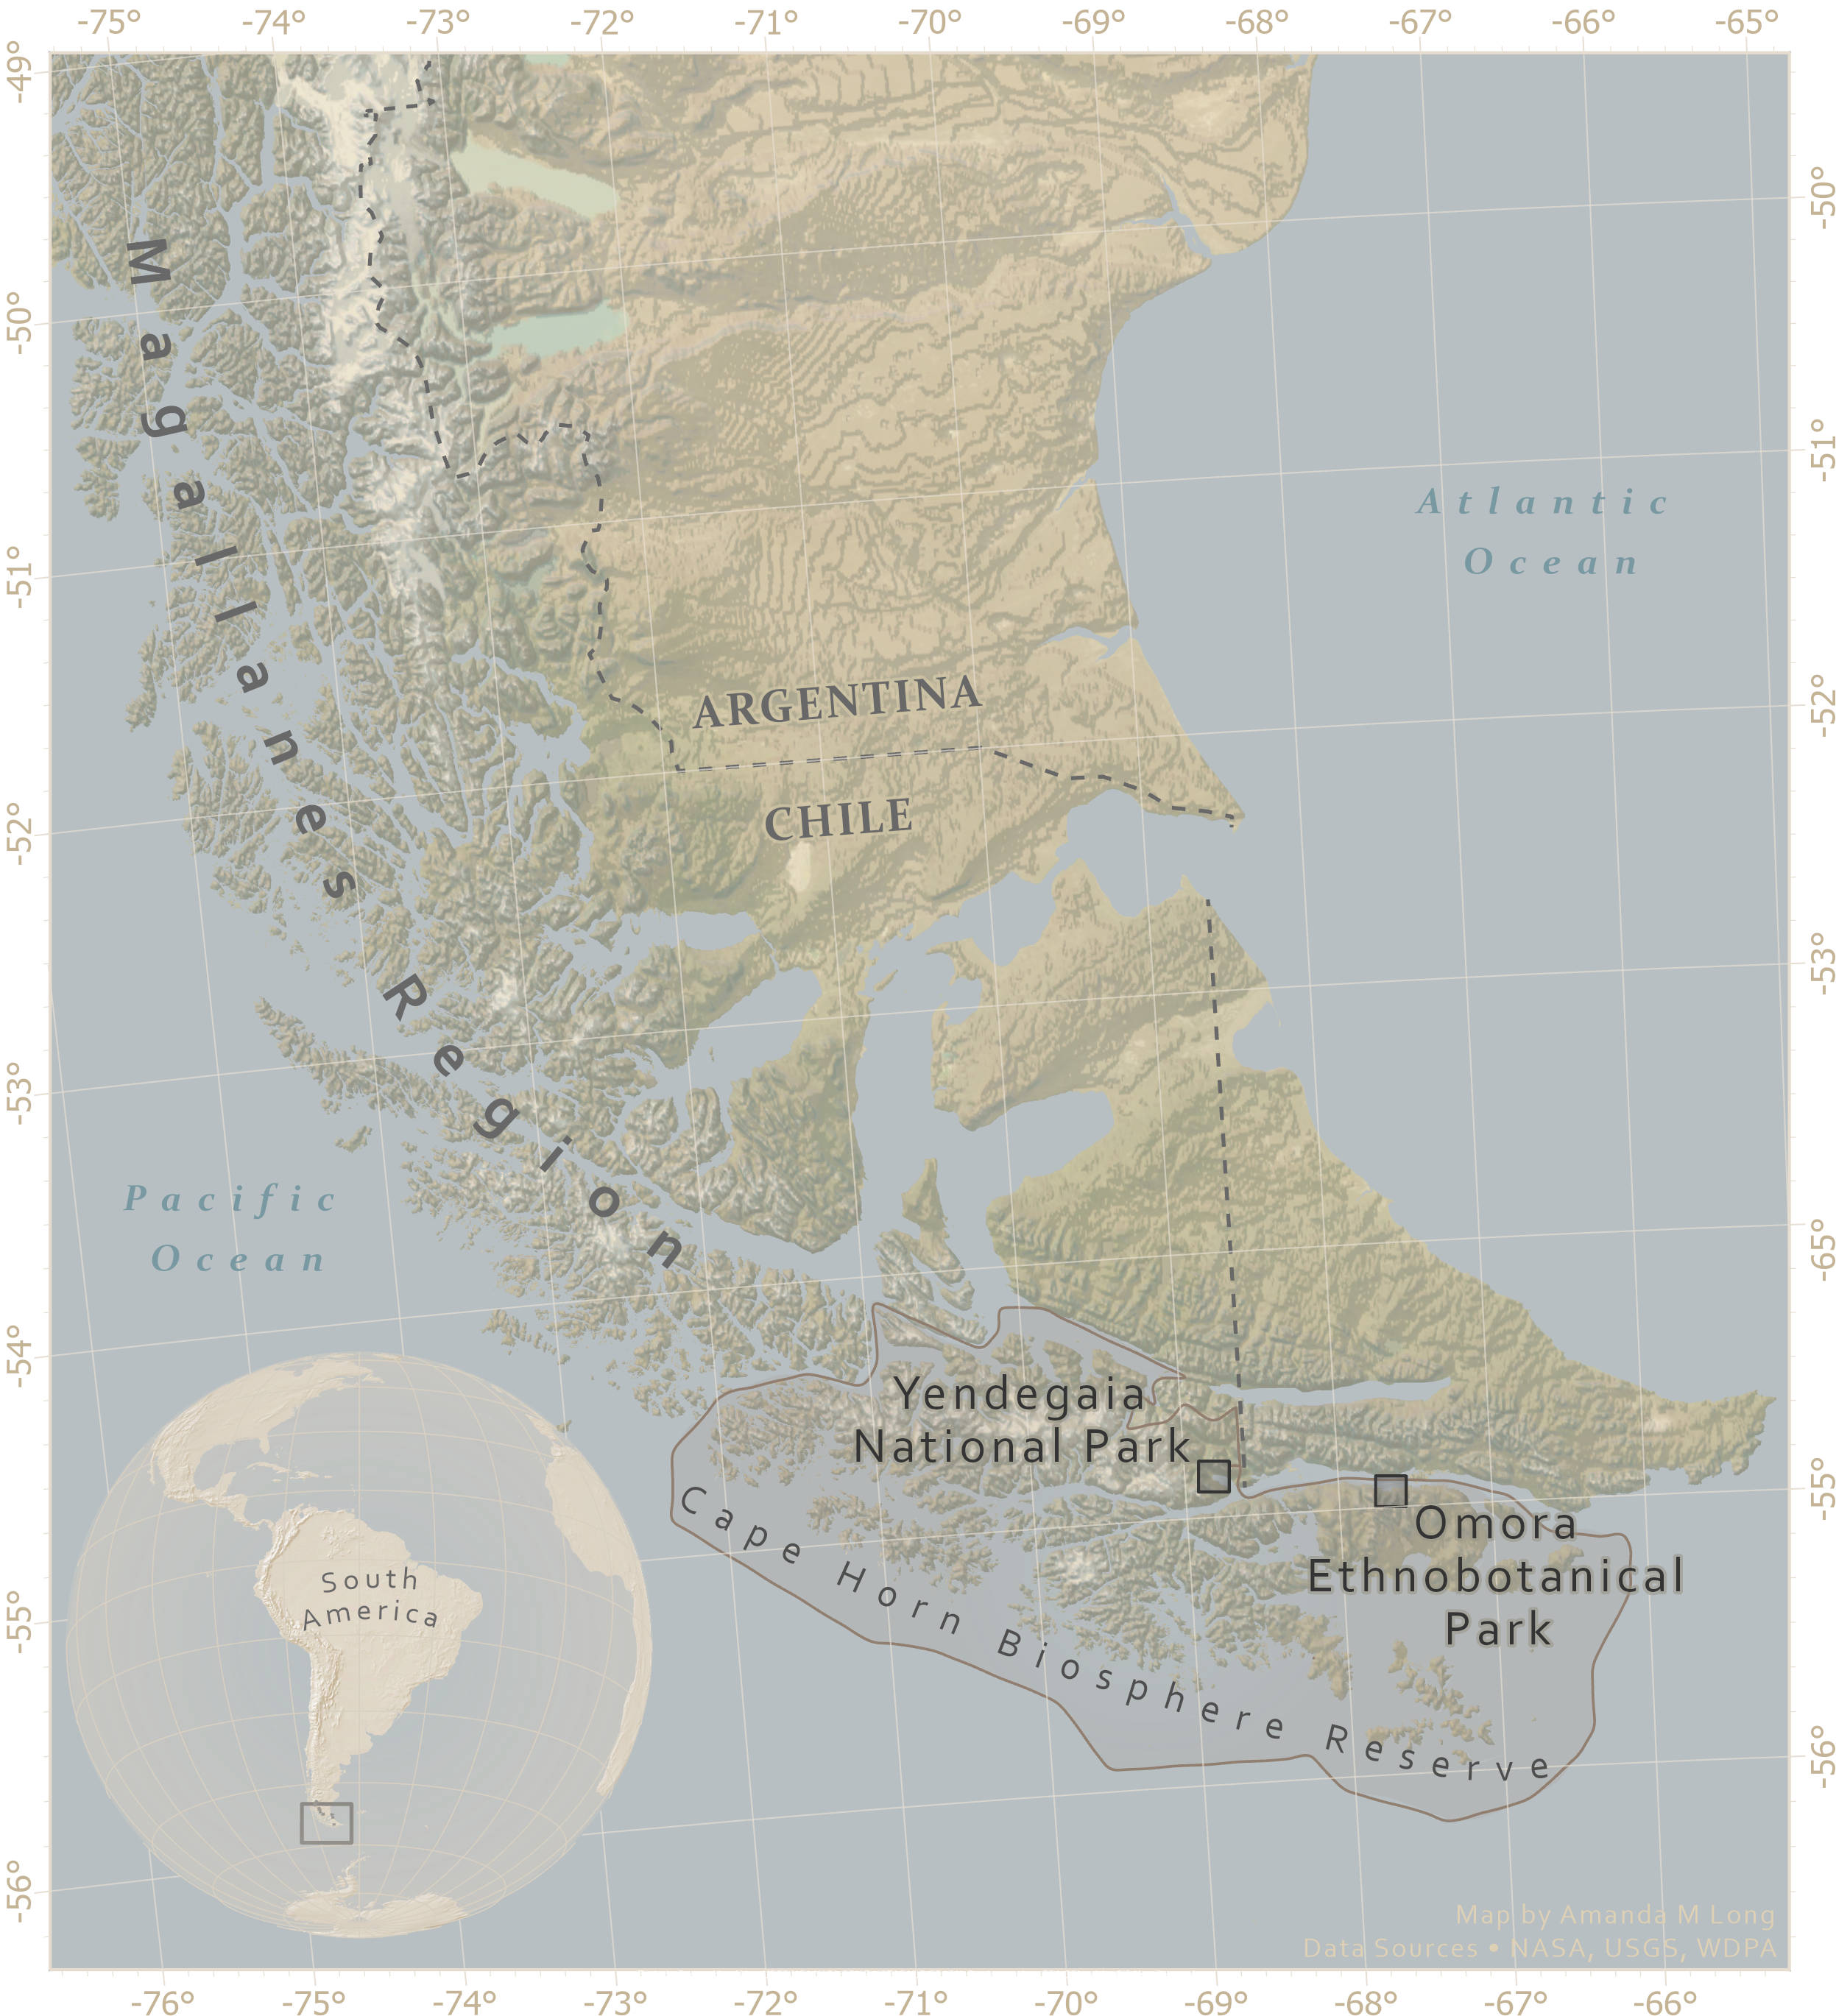 -75° -74° -73° -72° -71° -70° -69° -68° -67° -66° -65°
-49°
-50°
-51°
-52°
-53°
-54°
-55°
-56°
-50°
-51°
-52°
-53°
-65°
-55°
-56°
Magallanes Region
Atlantic
Ocean
ARGENTINA
CHILE
Pacific
Ocean
Yendegaia
National Park
Omora
Ethnobotanical
Park
Cape Horn Biosphere Reserve
South
America
Map by Amanda M Long
Data Sources • NASA, USGS, WDPA
-76° -75° -74° -73° -72° -71° -70° -69° -68° -67° -66°